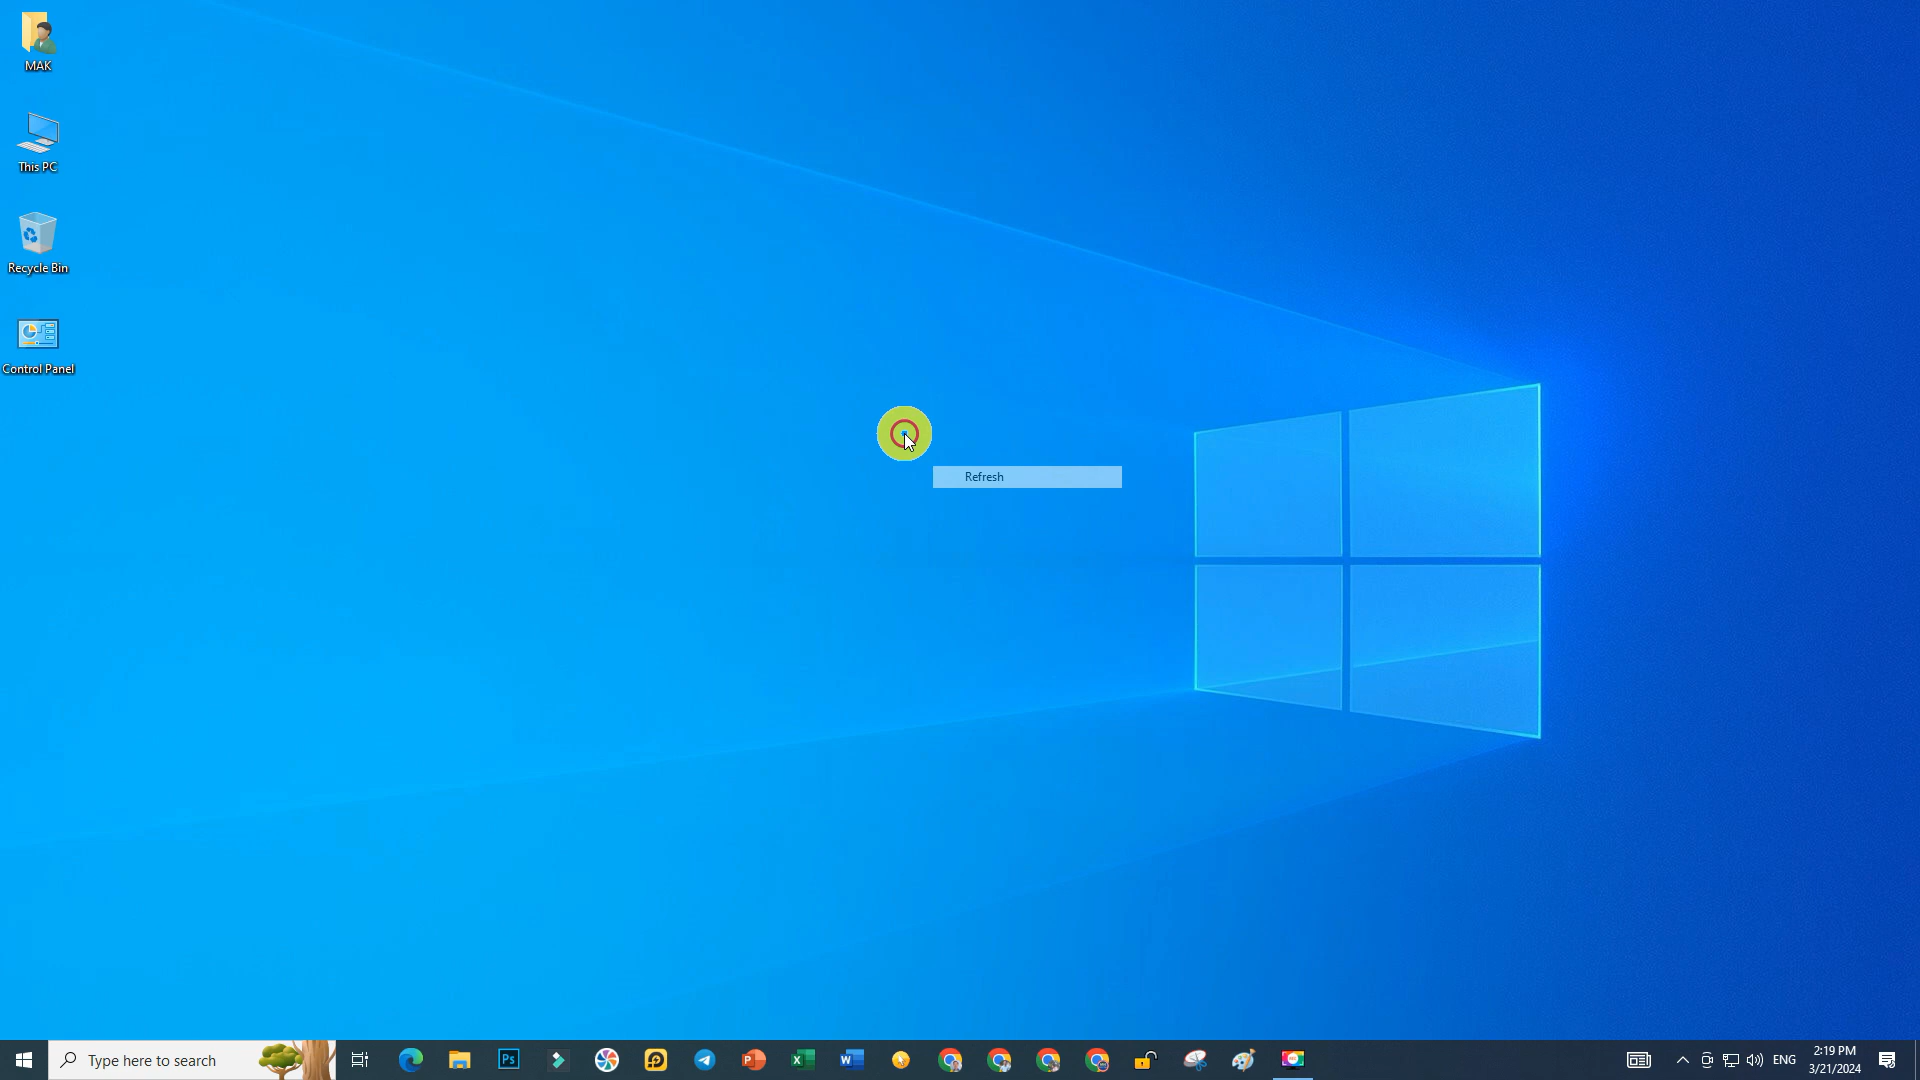 MAK
This PC
Recycle Bin
Control Panel
Refresh
Type here to search
Ps
ENG
2:19 PM
3/21/2024